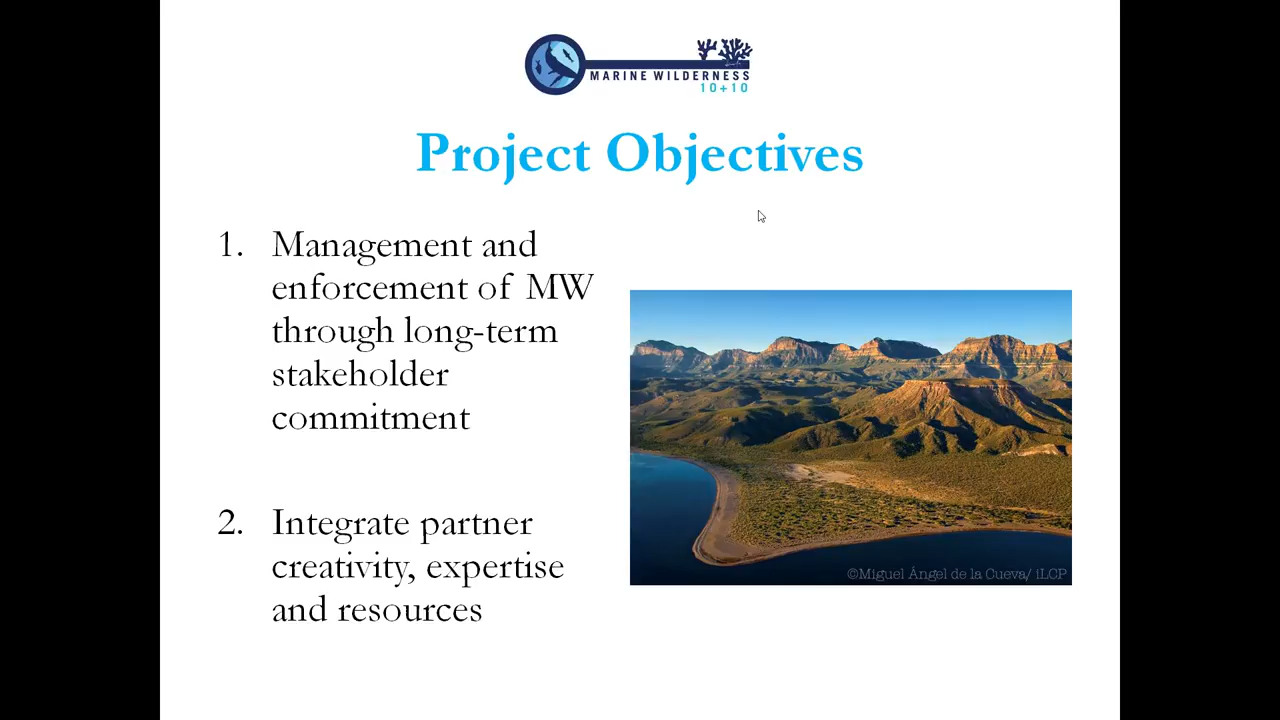 MARINE WILDERNESS
10+10
Project Objectives
1. Management and
enforcement of MW
through long-term
stakeholder
commitment
2. Integrate partner
creativity, expertise
and resources
©Miguel Ángel de la Cueva/ iLCP